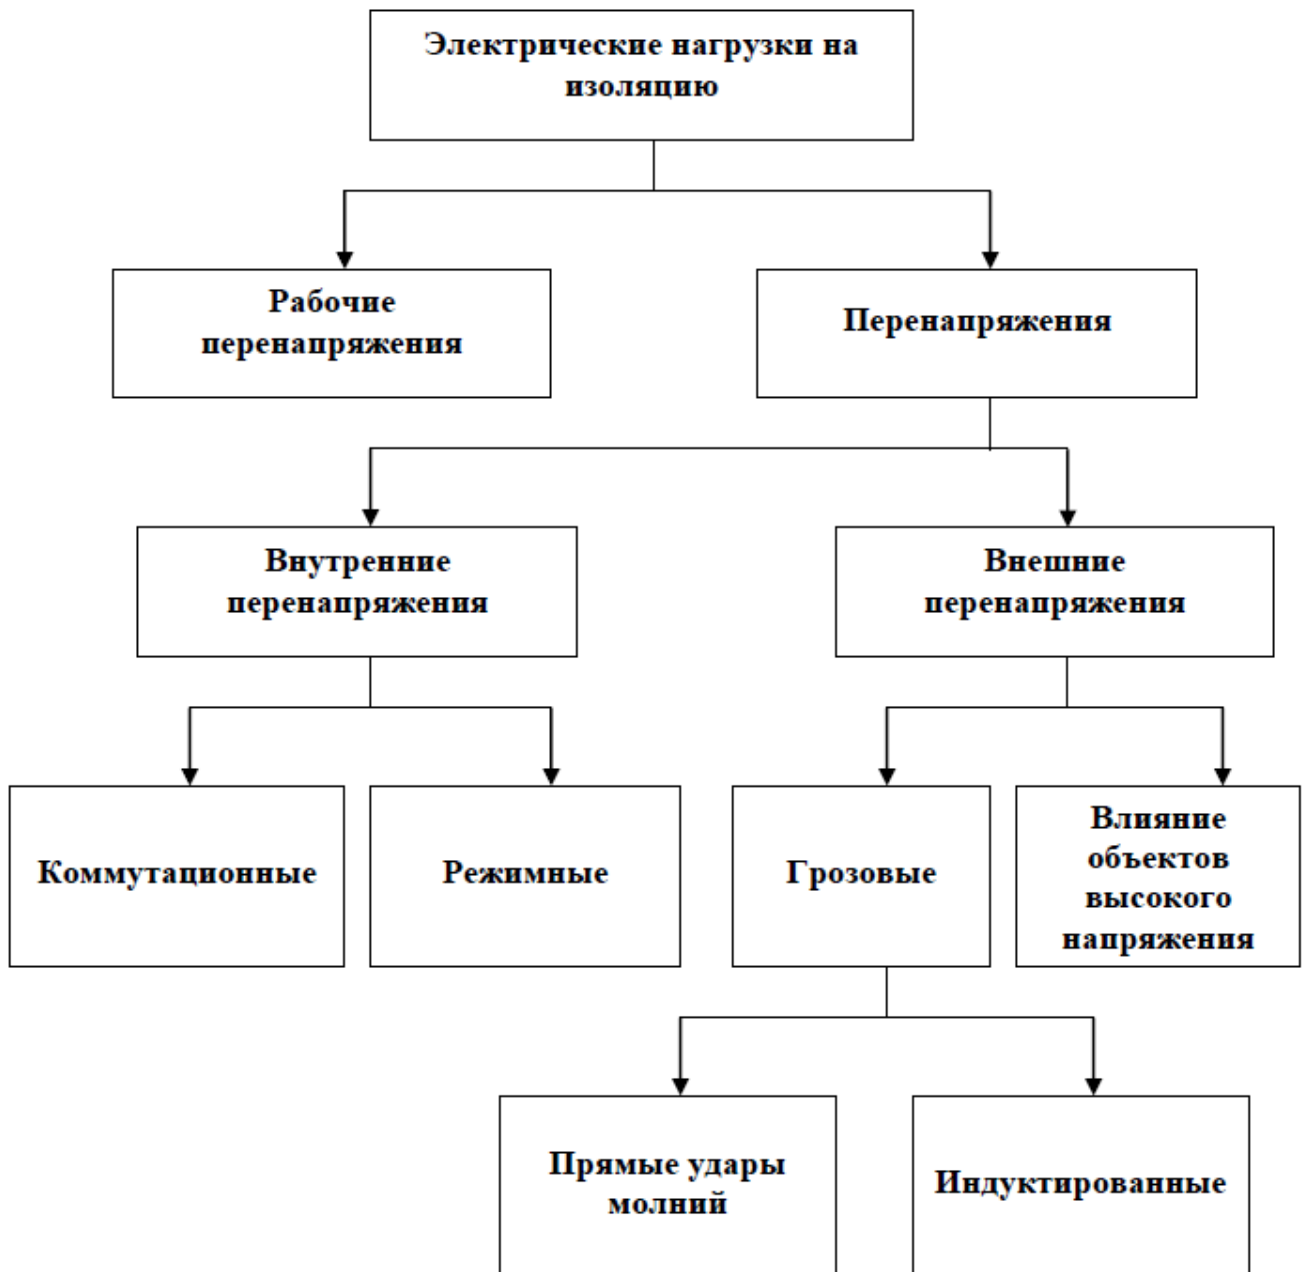 Электрические нагрузки на
изоляцию
Рабочие
перенапряжения
Перенапряжения
Внутренние
перенапряжения
Внешние
перенапряжения
Коммутационные
Режимные
Грозовые
Влияние
объектов
высокого
напряжения
Прямые удары
молний
Индуктированные